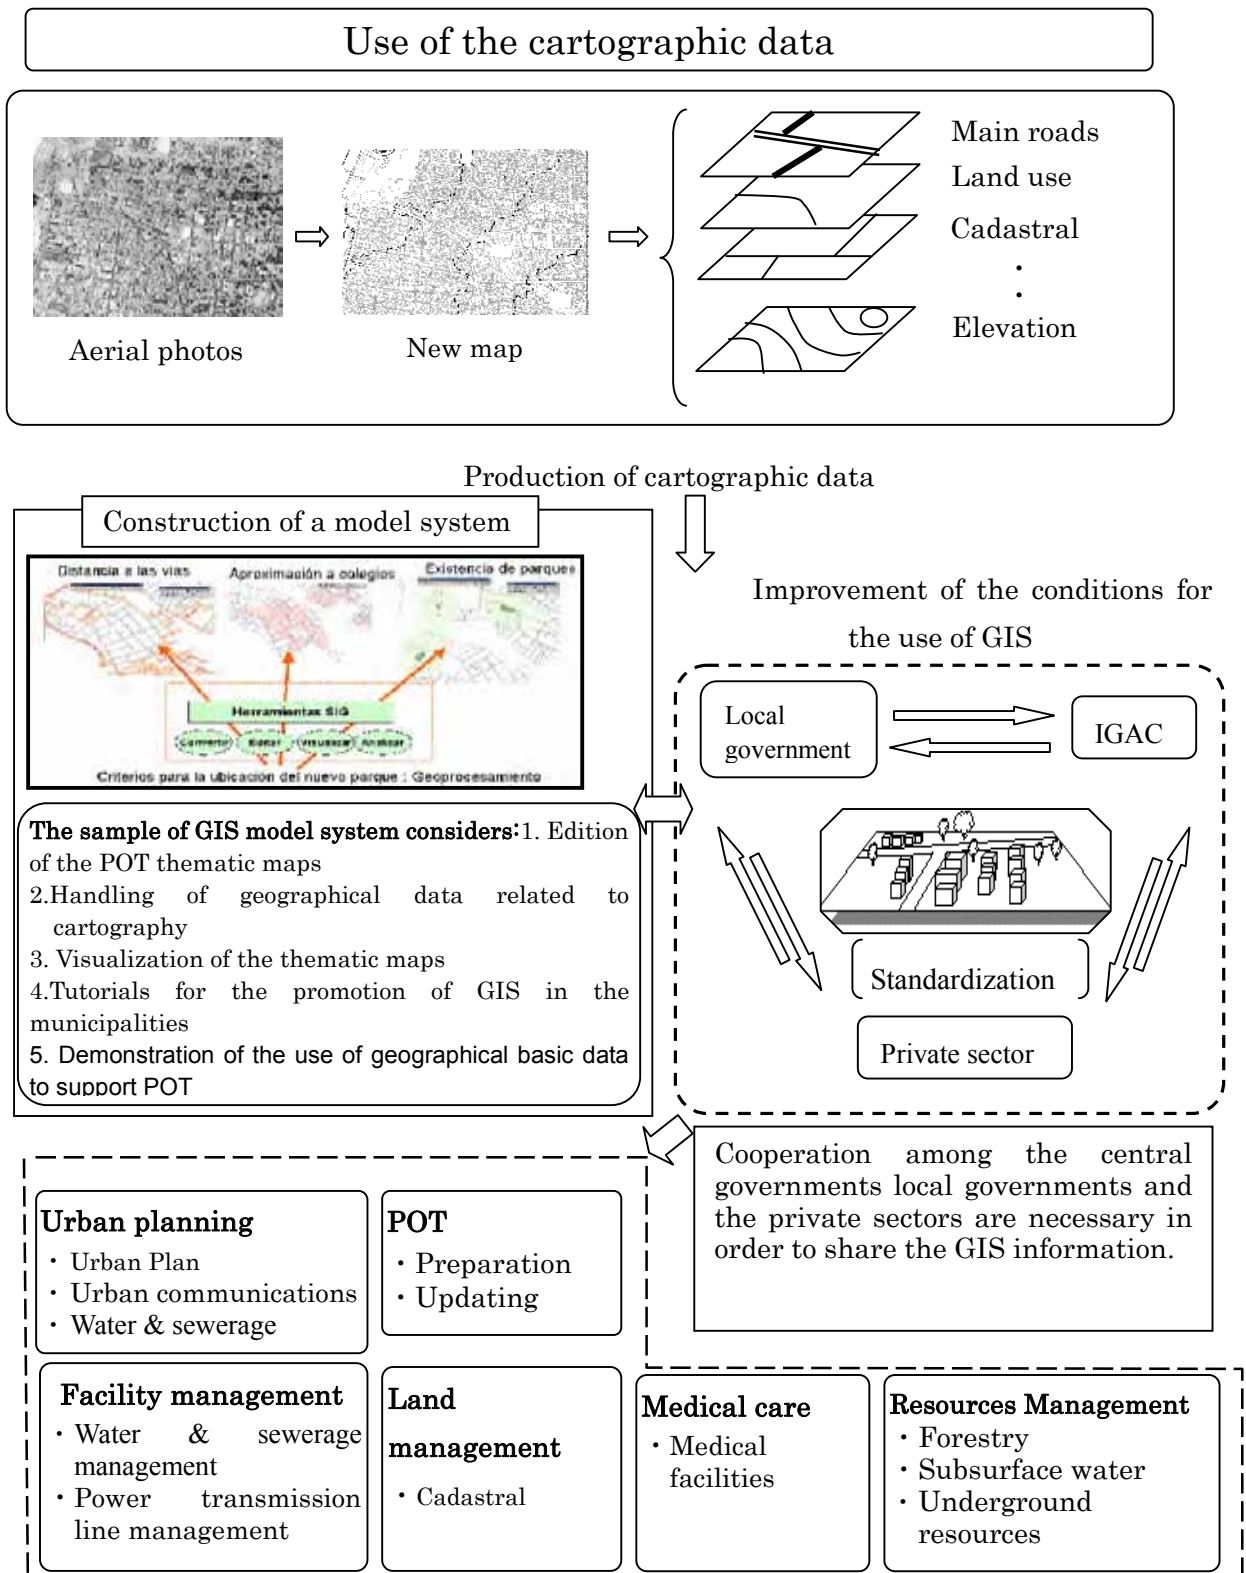 Use of the cartographic data
Main roads
Land use
Cadastral
・
・
Elevation
Aerial photos
New map
Production of cartographic data
Construction of a model system
Distancia a las vias
Aproximación a colegios
Existencia de parques
Herramientas SIG
Convertir
Editar
Visualizar
Analizar
Criterios para la ubicación del nuevo parque : Geoprocesamiento
The sample of GIS model system considers:1. Edition
of the POT thematic maps
2.Handling of geographical data related to
cartography
3. Visualization of the thematic maps
4.Tutorials for the promotion of GIS in the
municipalities
5. Demonstration of the use of geographical basic data
to support POT
Improvement of the conditions for
the use of GIS
Local
government
IGAC
Standardization
Private sector
Cooperation among the central
governments local governments and
the private sectors are necessary in
order to share the GIS information.
Urban planning
・Urban Plan
・Urban communications
・Water & sewerage
POT
・Preparation
・Updating
Facility management
・Water & sewerage
management
・Power transmission
line management
Land
management
・Cadastral
Medical care
・Medical
facilities
Resources Management
・Forestry
・Subsurface water
・Underground
resources